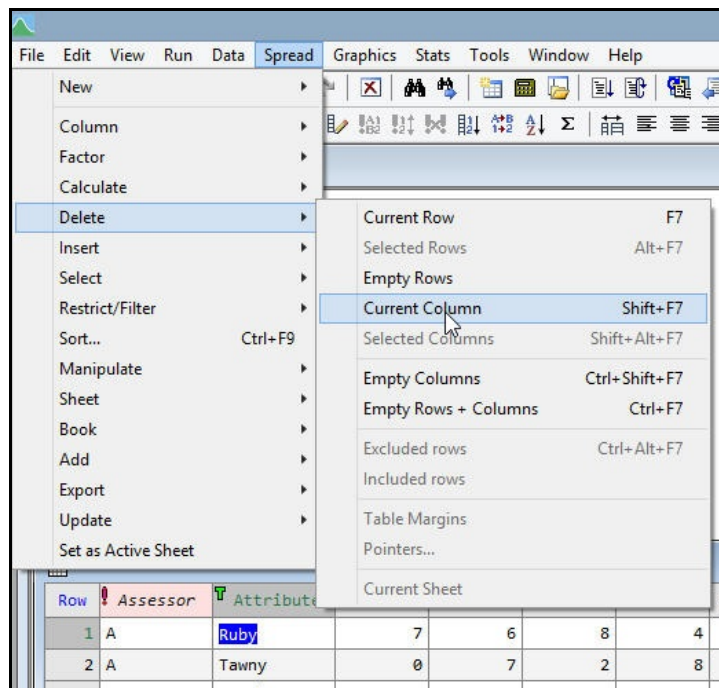 File Edit View Run Data Spread Graphics Stats Tools Window Help
New
Column
Factor
Calculate
Delete
Insert
Select
Restrict/Filter
Sort... Ctrl+F9
Manipulate
Sheet
Book
Add
Export
Update
Set as Active Sheet
Current Row F7
Selected Rows Alt+F7
Empty Rows
Current Column Shift+F7
Selected Columns Shift+Alt+F7
Empty Columns Ctrl+Shift+F7
Empty Rows + Columns Ctrl+F7
Excluded rows Ctrl+Alt+F7
Included rows
Table Margins
Pointers...
Current Sheet
Row Assessor Attribute
1 A Ruby 7 6 8 4
2 A Tawny 0 7 2 8